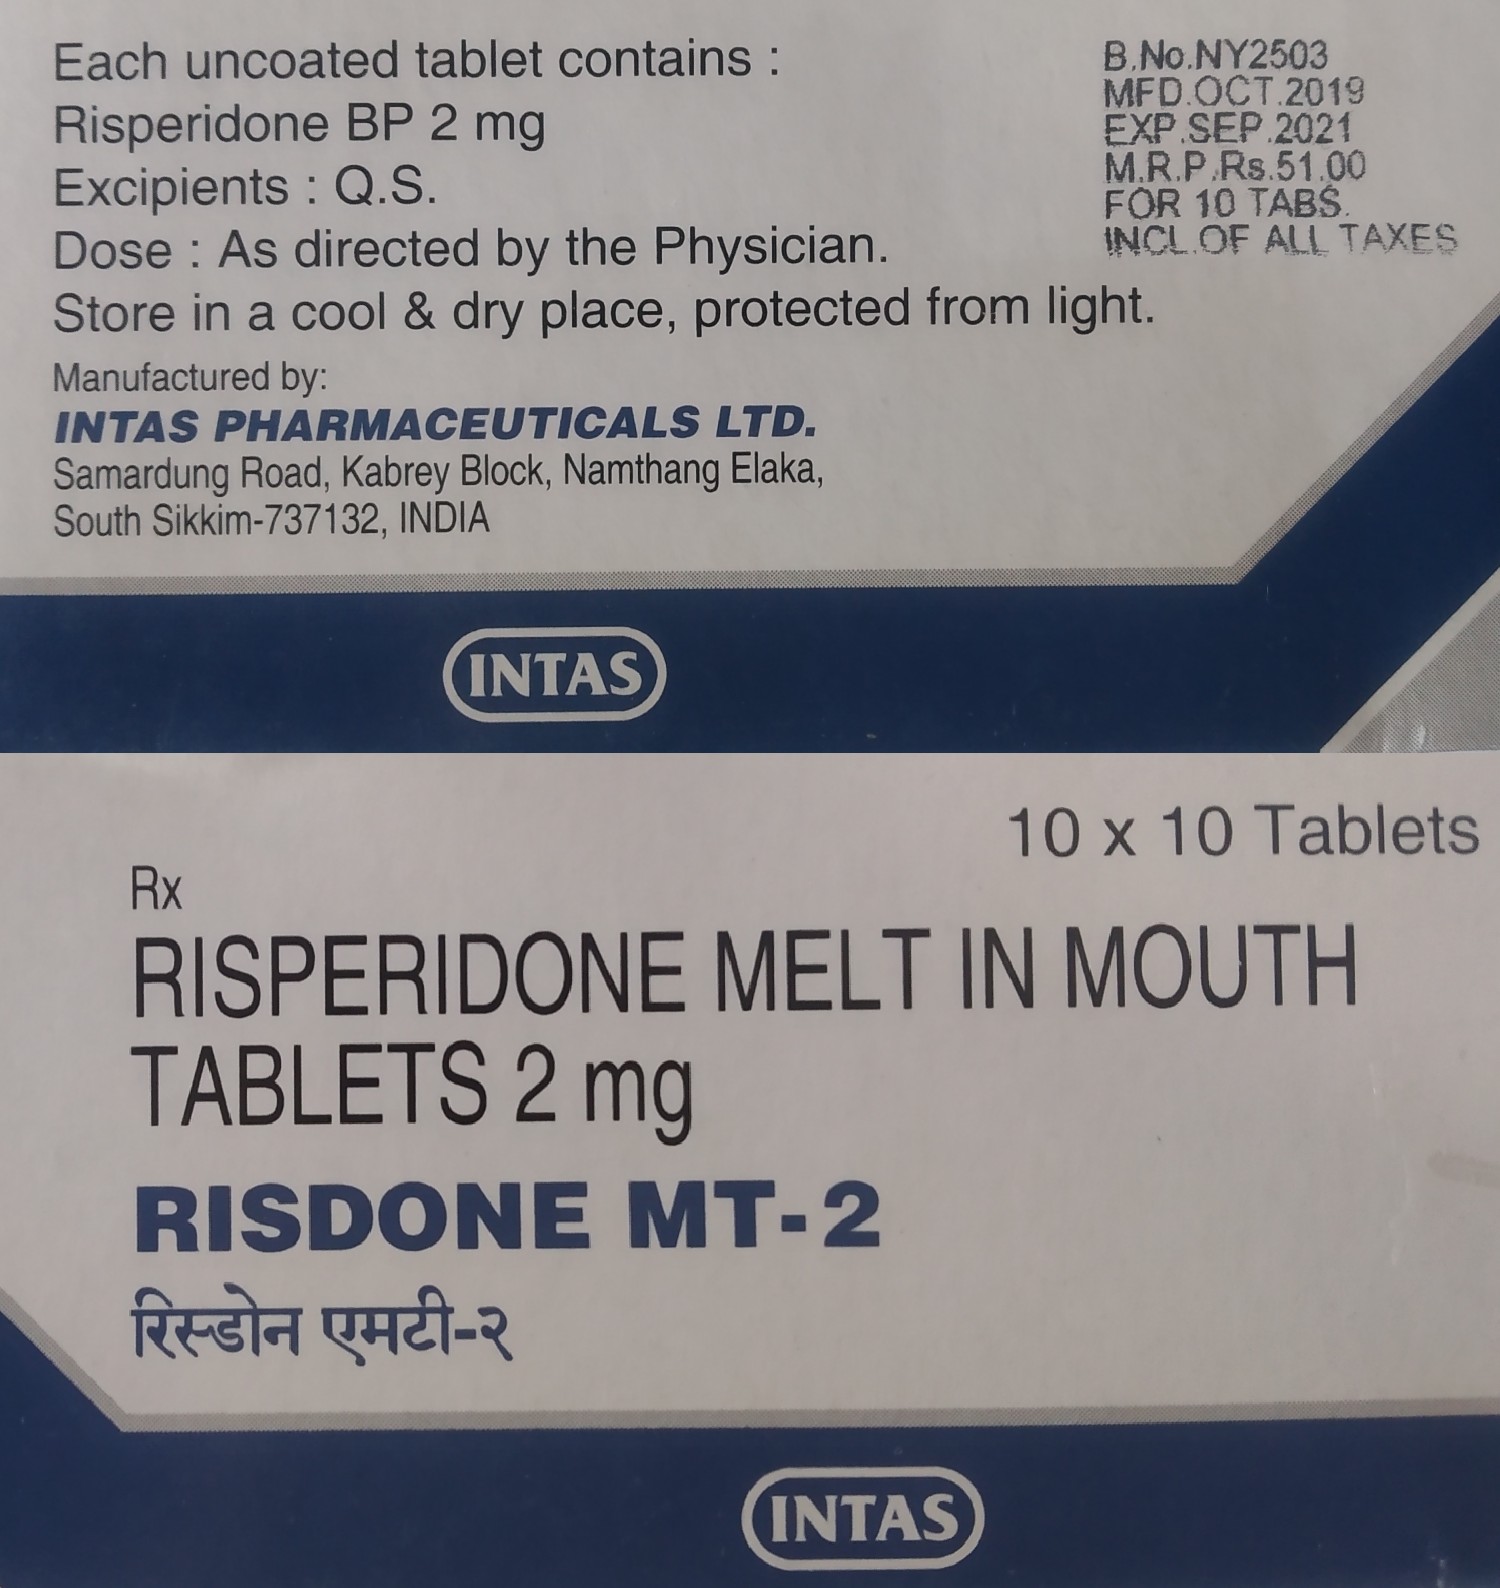 Each uncoated tablet contains :
Risperidone BP 2 mg
Excipients : Q.S.
Dose : As directed by the Physician.
Store in a cool & dry place, protected from light.
Manufactured by:
INTAS PHARMACEUTICALS LTD.
Samardung Road, Kabrey Block, Namthang Elaka,
South Sikkim-737132, INDIA
B.No.NY2503
MFD.OCT.2019
EXP.SEP.2021
M.R.P.Rs.51.00
FOR 10 TABS.
INCL.OF ALL TAXES
INTAS
10 x 10 Tablets
Rx
RISPERIDONE MELT IN MOUTH
TABLETS 2 mg
RISDONE MT-2
रिस्डोन एमटी-२
INTAS